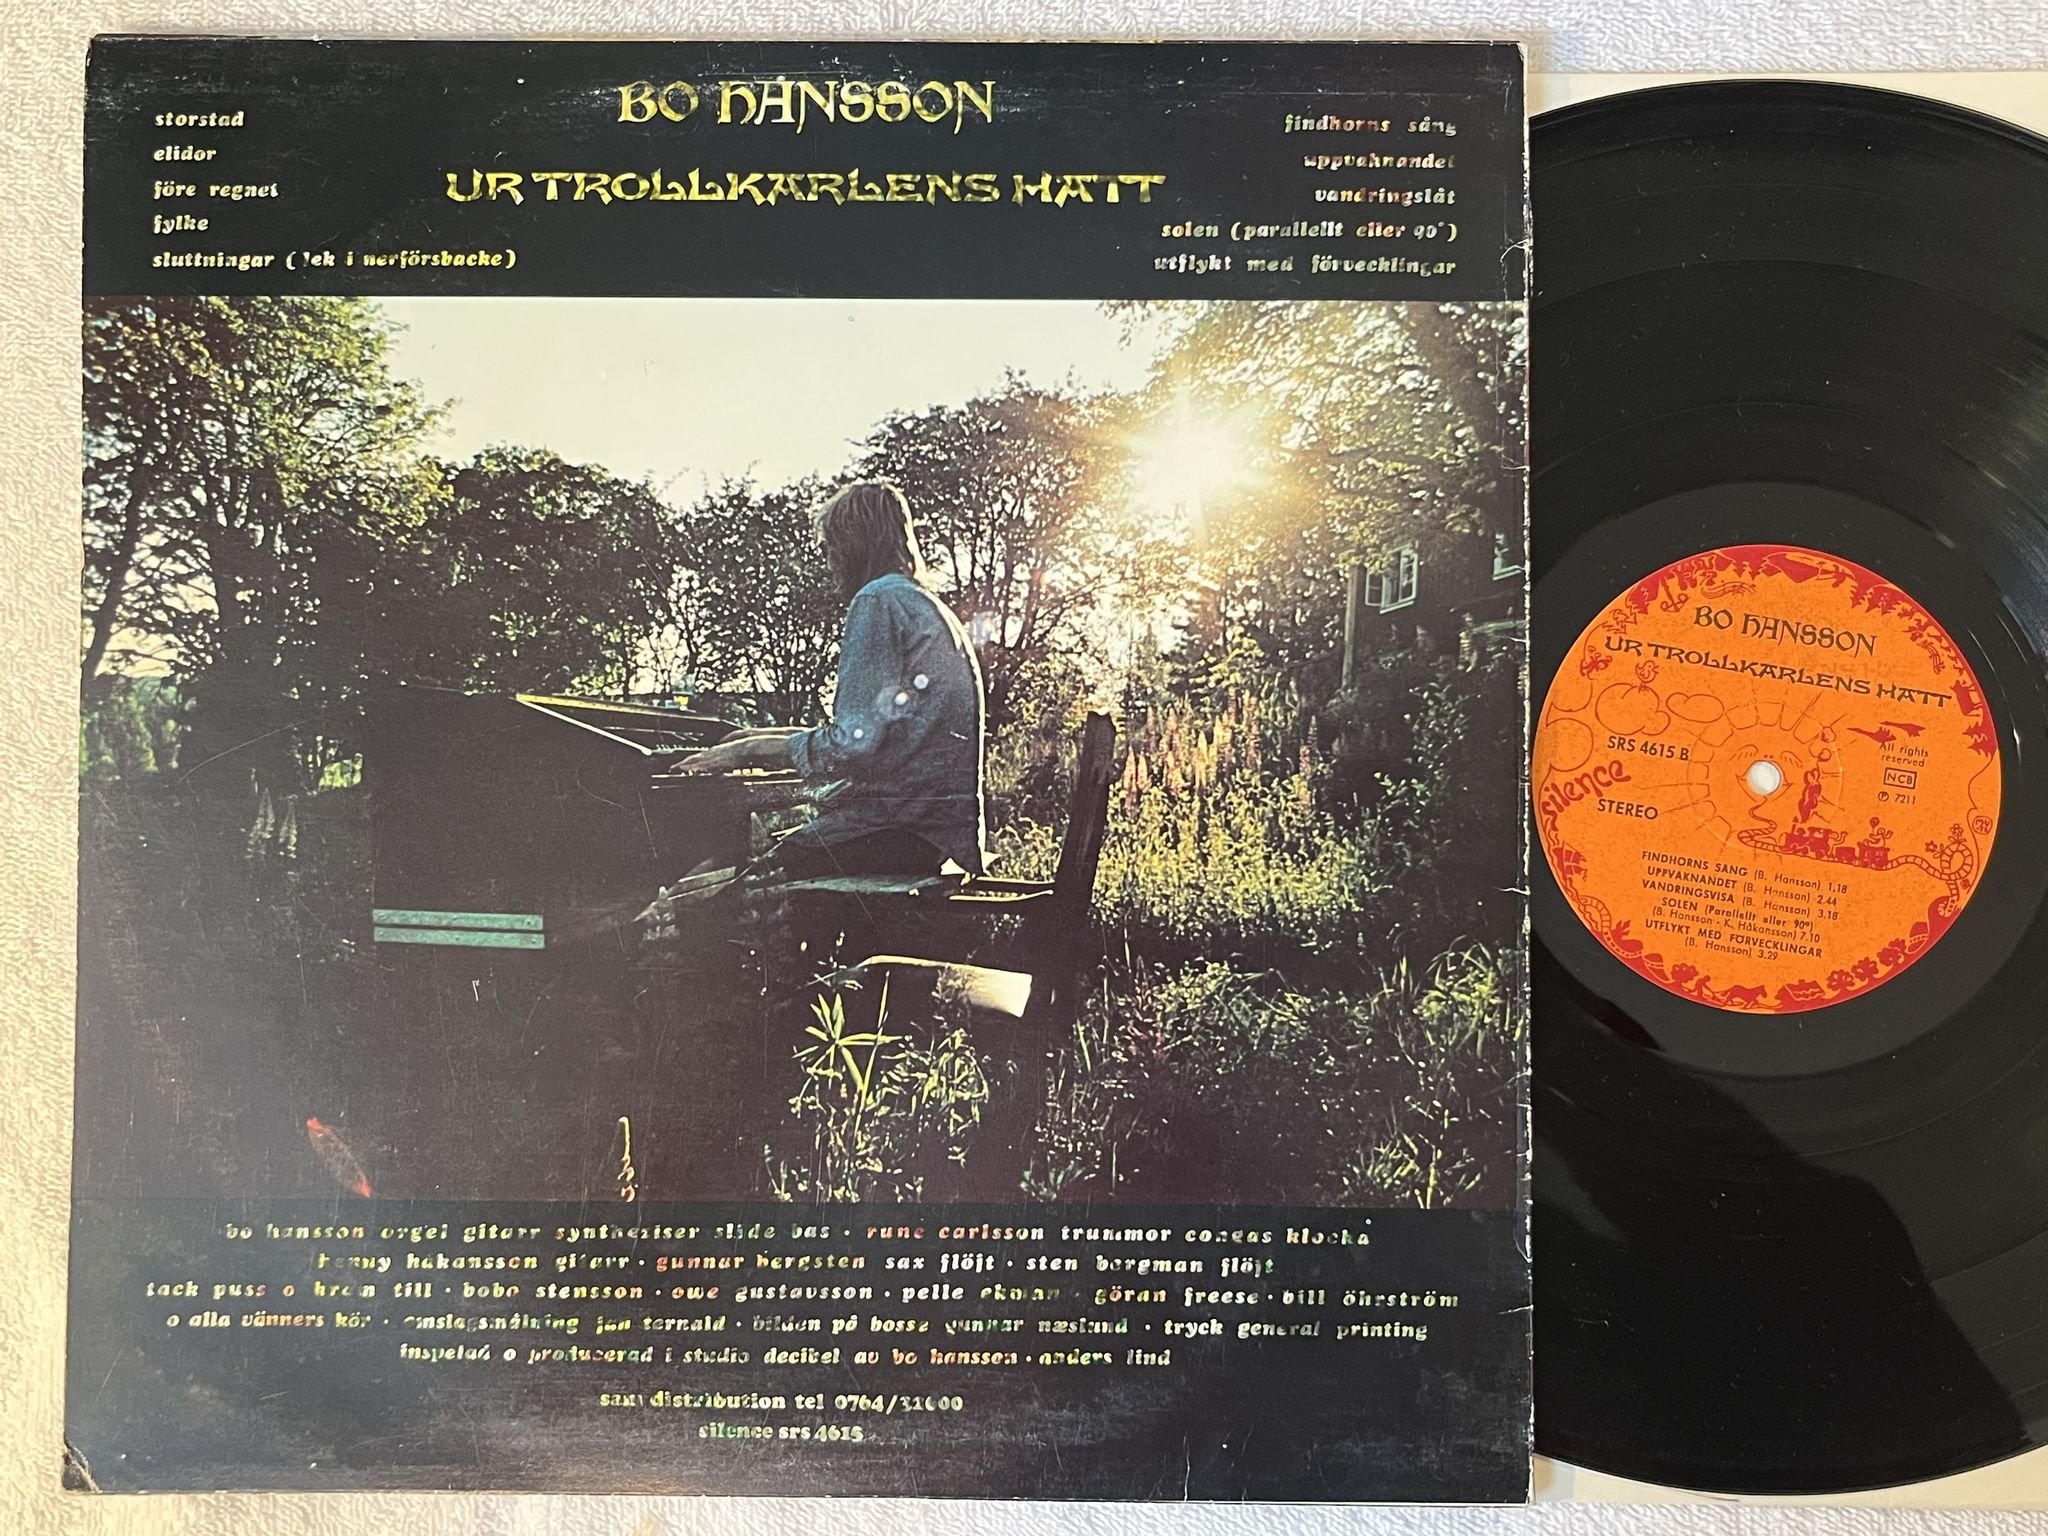 BO HANSSON
UR TROLLKARLENS HATT
storstad
elidor
före regnet
fylke
sluttningar (lek i nerförsbacke)
findhorns sång
uppvaknandet
vandringslåt
solen (parallellt eller 90°)
utflykt med förvecklingar
bo hansson orgel gitarr synthesiser slide bas · rune carlsson trummor congas klocka
kenny håkansson gitarr · gunnar bergsten sax flöjt · sten bergman flöjt
tack puss o kram till · bobo stensson · owe gustavsson · pelle ekman · göran freese · bill öhrström
o alla vänners kör · omslagsmålning jan ternald · bilden på bosse gunnar næslund · tryck general printing
inspelad o producerad i studio decibel av bo hansson · anders lind
sam distribution tel 0764/32000
silence srs 4615
BO HANSSON
UR TROLLKARLENS HATT
SRS 4615 B
silence
STEREO
All rights
reserved
NCB
℗ 7211
FINDHORNS SANG (B. Hansson) 1.18
UPPVAKNANDET (B. Hansson) 2.44
VANDRINGSVISA (B. Hansson) 3.18
SOLEN (Parallellt eller 90°)
(B. Hansson - K. Håkansson) 7.10
UTFLYKT MED FÖRVECKLINGAR
(B. Hansson) 3.29